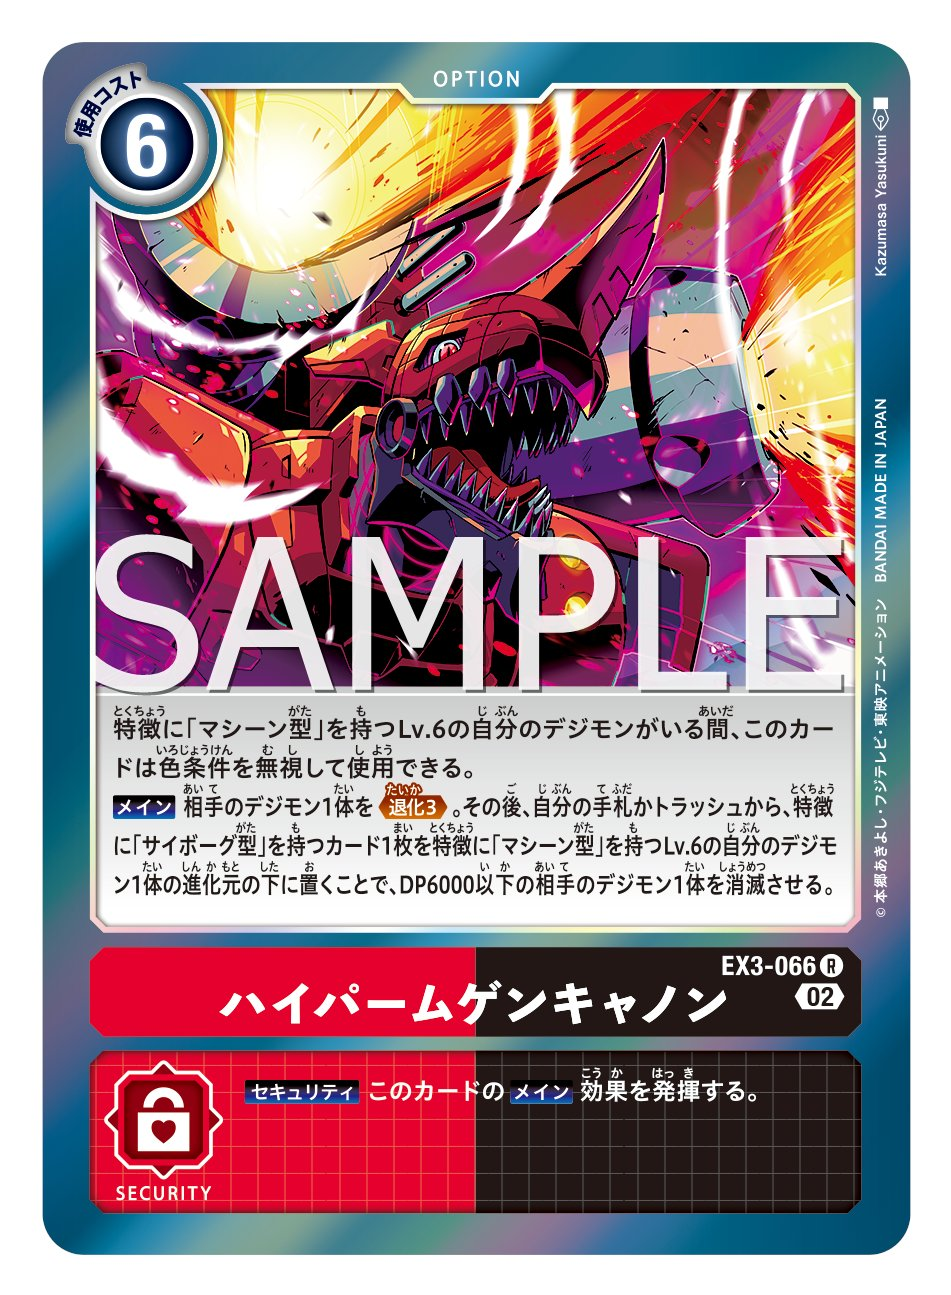 OPTION
使用コスト
6
Kazumasa Yasukuni
BANDAI MADE IN JAPAN
©本郷あきよし・フジテレビ・東映アニメーション
SAMPLE
特徴に「マシーン型」を持つLv.6の自分のデジモンがいる間、このカー
ドは色条件を無視して使用できる。
メイン 相手のデジモン1体を 退化3 。その後、自分の手札かトラッシュから、特徴
に「サイボーグ型」を持つカード1枚を特徴に「マシーン型」を持つLv.6の自分のデジモ
ン1体の進化元の下に置くことで、DP6000以下の相手のデジモン1体を消滅させる。
EX3-066 R
ハイパームゲンキャノン
02
セキュリティ このカードの メイン 効果を発揮する。
SECURITY